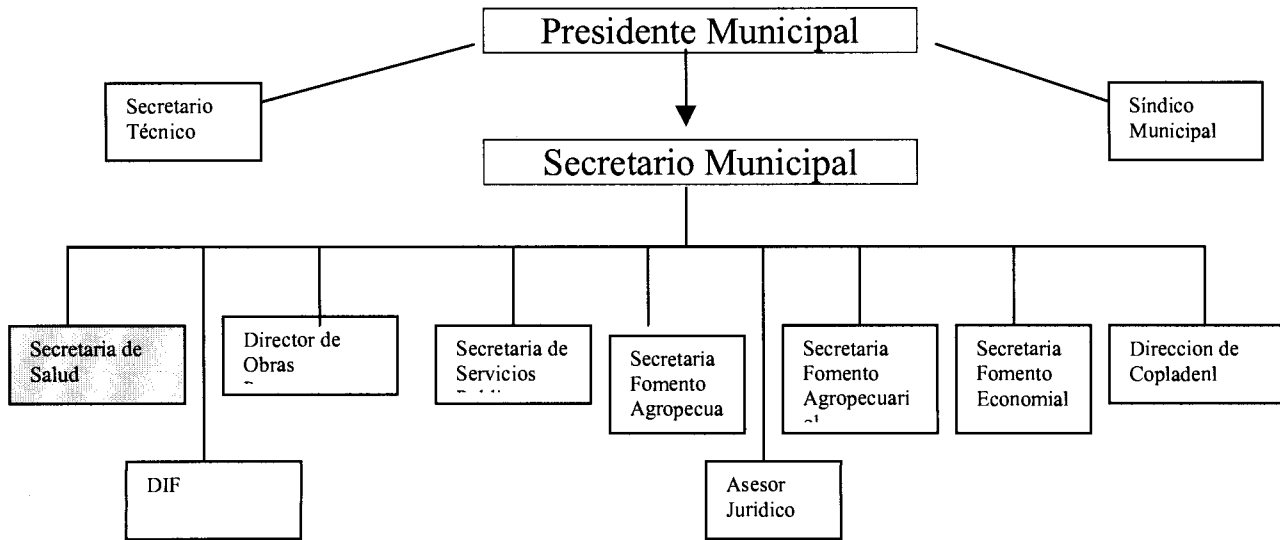 Presidente Municipal
Secretario
Técnico
Síndico
Municipal
Secretario Municipal
Secretaria de
Salud
Director de
Obras
Secretaria de
Servicios
Secretaria
Fomento
Agropecua
Secretaria
Fomento
Agropecuari
Secretaria
Fomento
Economial
Direccion de
Copladenl
DIF
Asesor
Jurídico